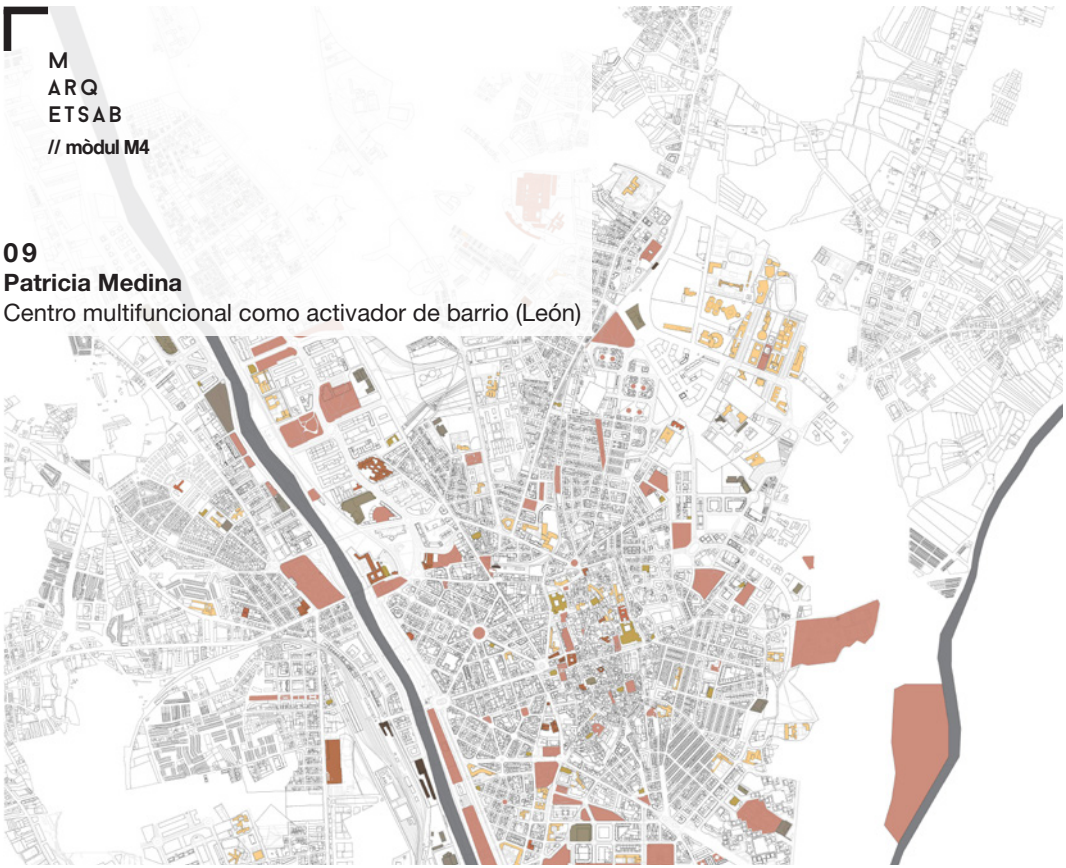 M
ARQ
ETSAB
// mòdul M4
09
Patricia Medina
Centro multifuncional como activador de barrio (León)